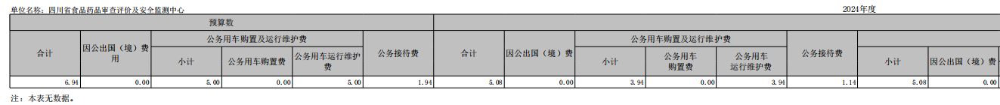 单位名称：四川省食品药品审查评价及安全监测中心 2024年度
预算数
合计 因公出国（境）费用 公务用车购置及运行维护费 公务接待费 合计 因公出国（境）费 公务用车购置及运行维护费 公务接待费 小计 因公出国（境）费
小计 公务用车购置费 公务用车运行维护费 小计 公务用车购置费 公务用车运行维护费
6.94 0.00 5.00 0.00 5.00 1.94 5.08 0.00 3.94 0.00 3.94 1.14 5.08 0.00
注：本表无数据。